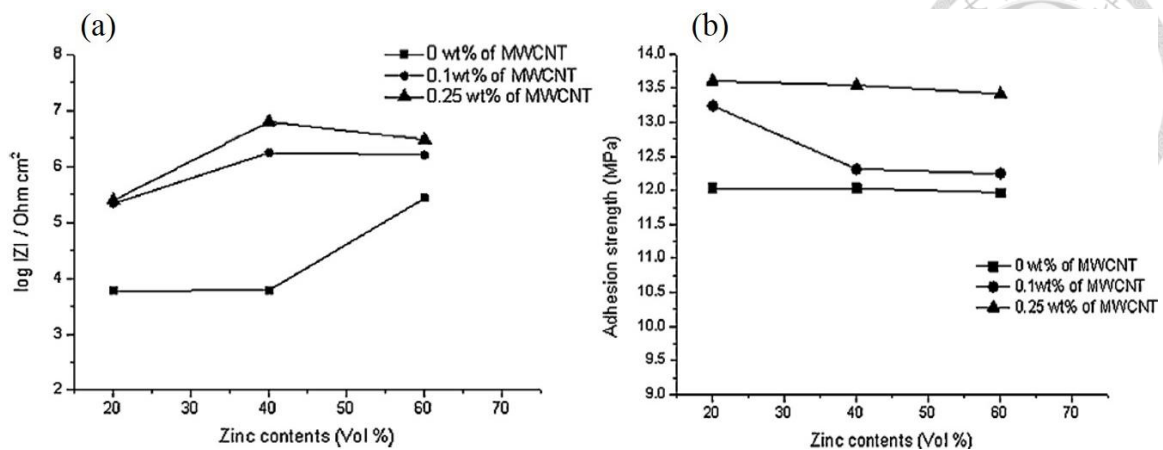 (a)
0 wt% of MWCNT
0.1wt% of MWCNT
0.25 wt% of MWCNT
8
7
6
5
4
3
2
log IZI / Ohm cm²
20 30 40 50 60 70
Zinc contents (Vol %)
(b)
14.0
13.5
13.0
12.5
12.0
11.5
11.0
10.5
10.0
9.5
9.0
Adhesion strength (MPa)
0 wt% of MWCNT
0.1wt% of MWCNT
0.25 wt% of MWCNT
20 30 40 50 60 70
Zinc contents (Vol %)